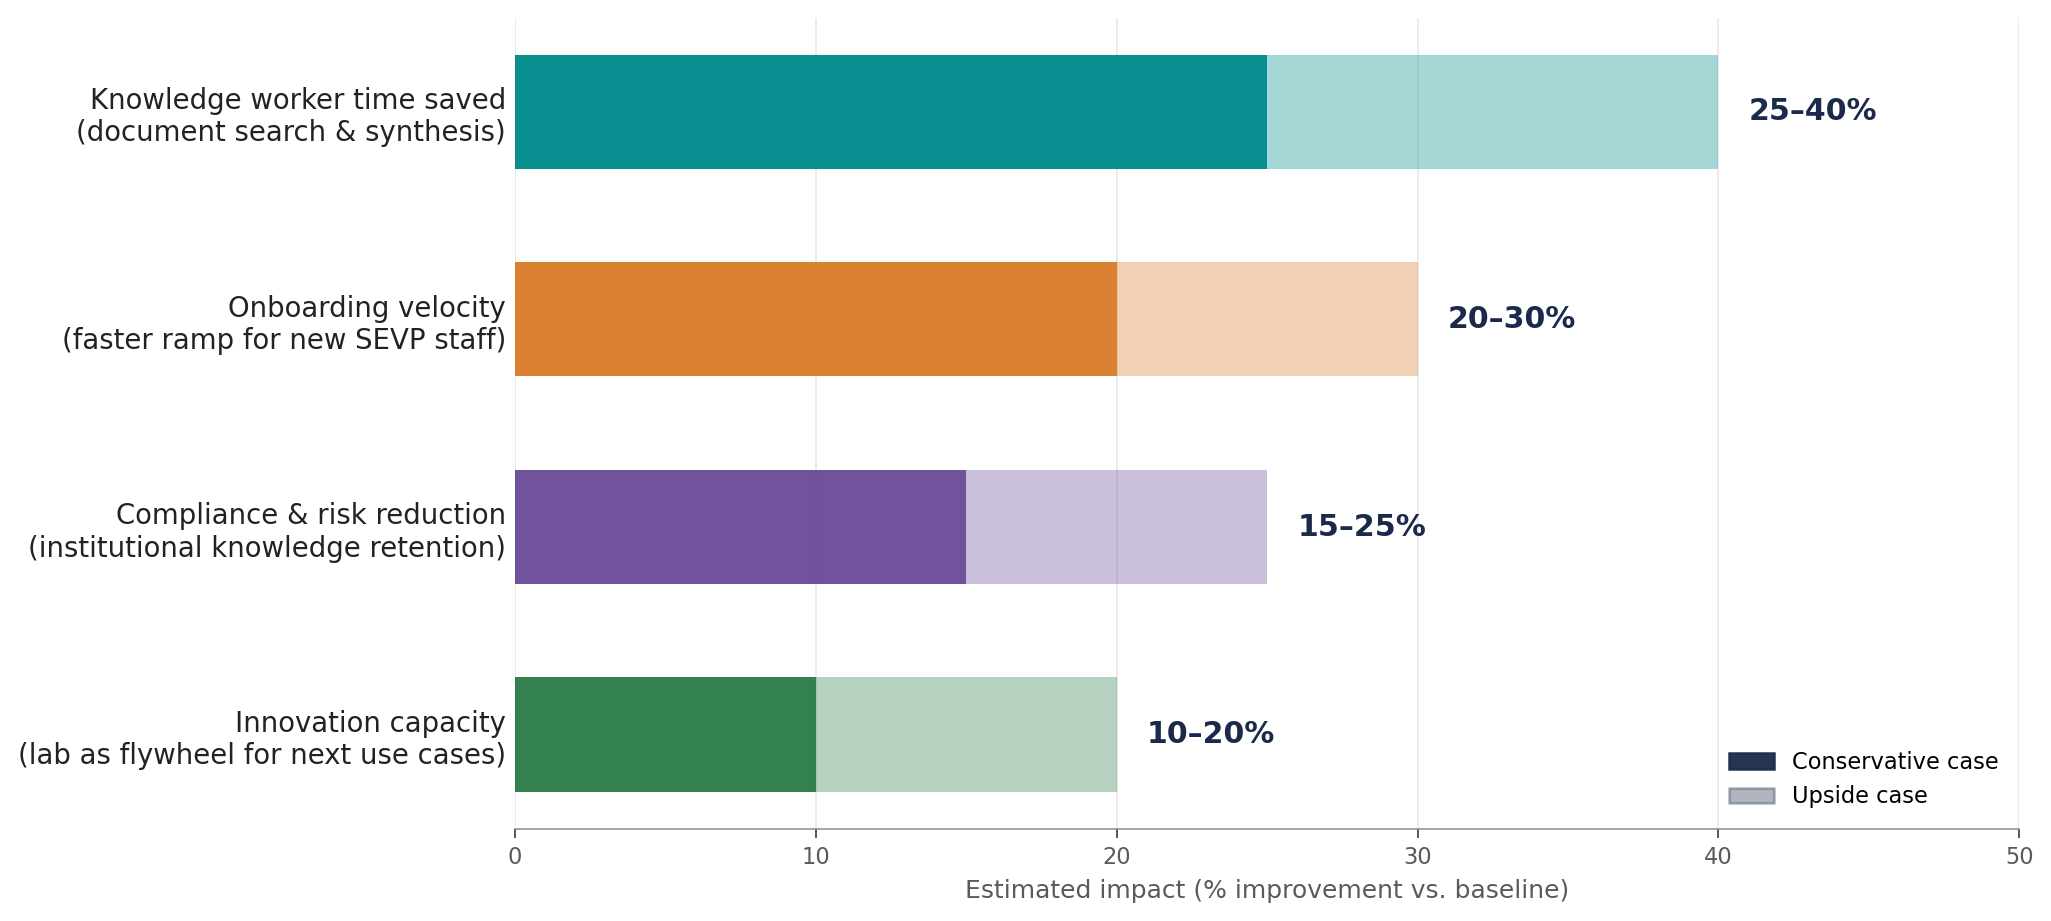 Knowledge worker time saved
(document search & synthesis)
25–40%
Onboarding velocity
(faster ramp for new SEVP staff)
20–30%
Compliance & risk reduction
(institutional knowledge retention)
15–25%
Innovation capacity
(lab as flywheel for next use cases)
10–20%
Conservative case
Upside case
0 10 20 30 40 50
Estimated impact (% improvement vs. baseline)